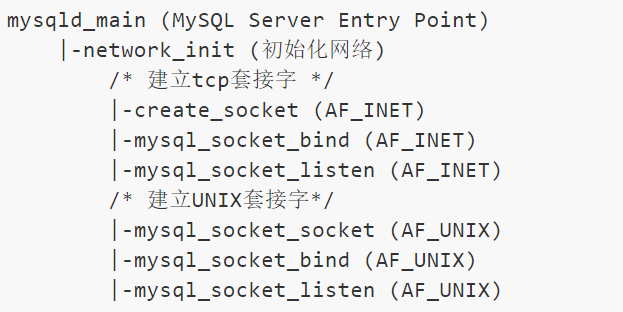 mysqld_main (MySQL Server Entry Point)
    |-network_init (初始化网络)
        /* 建立tcp套接字 */
        |-create_socket (AF_INET)
        |-mysql_socket_bind (AF_INET)
        |-mysql_socket_listen (AF_INET)
        /* 建立UNIX套接字*/
        |-mysql_socket_socket (AF_UNIX)
        |-mysql_socket_bind (AF_UNIX)
        |-mysql_socket_listen (AF_UNIX)